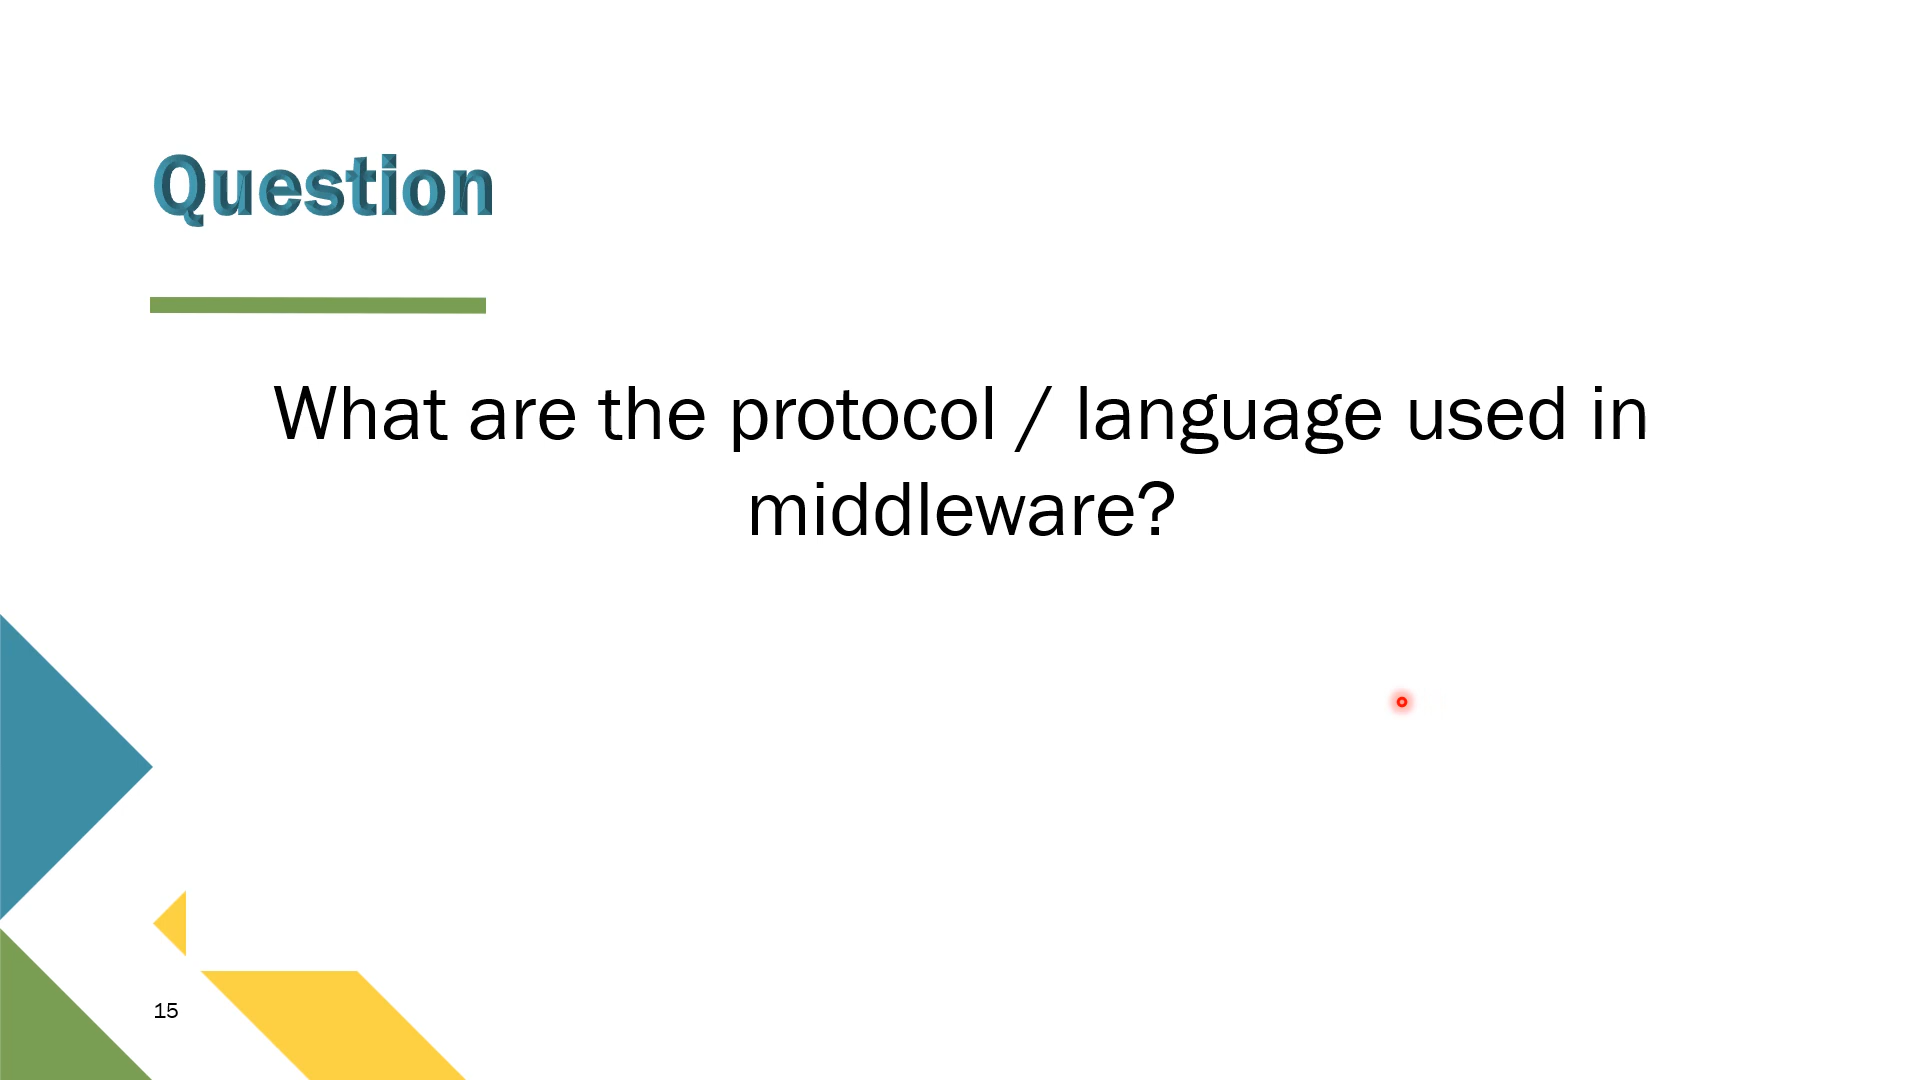 Question
What are the protocol / language used in
middleware?
15